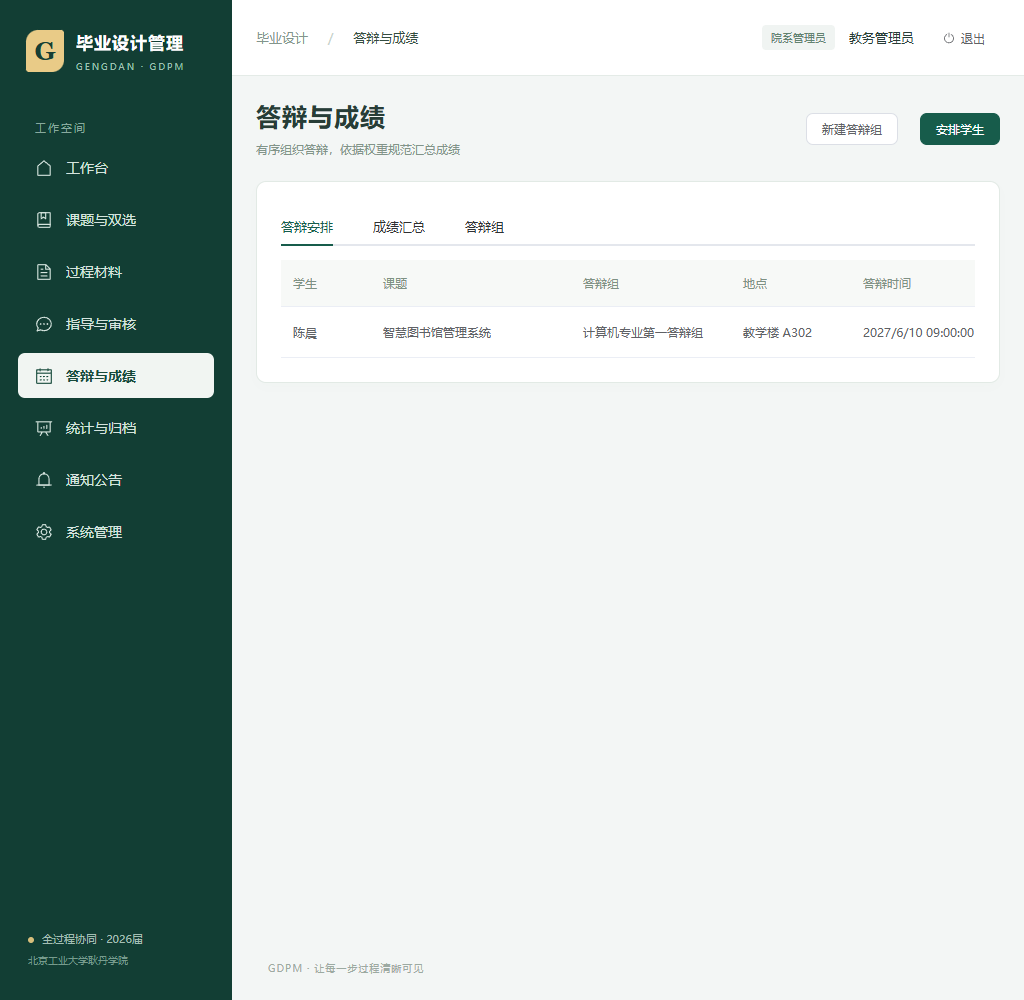 G
毕业设计管理
GENGDAN · GDPM
工作空间
工作台
课题与双选
过程材料
指导与审核
答辩与成绩
统计与归档
通知公告
系统管理
全过程协同 · 2026届
北京工业大学耿丹学院
毕业设计 / 答辩与成绩
院系管理员 教务管理员 退出
答辩与成绩
有序组织答辩，依据权重规范汇总成绩
新建答辩组 安排学生
答辩安排 成绩汇总 答辩组
学生 课题 答辩组 地点 答辩时间
陈晨 智慧图书馆管理系统 计算机专业第一答辩组 教学楼 A302 2027/6/10 09:00:00
GDPM · 让每一步过程清晰可见